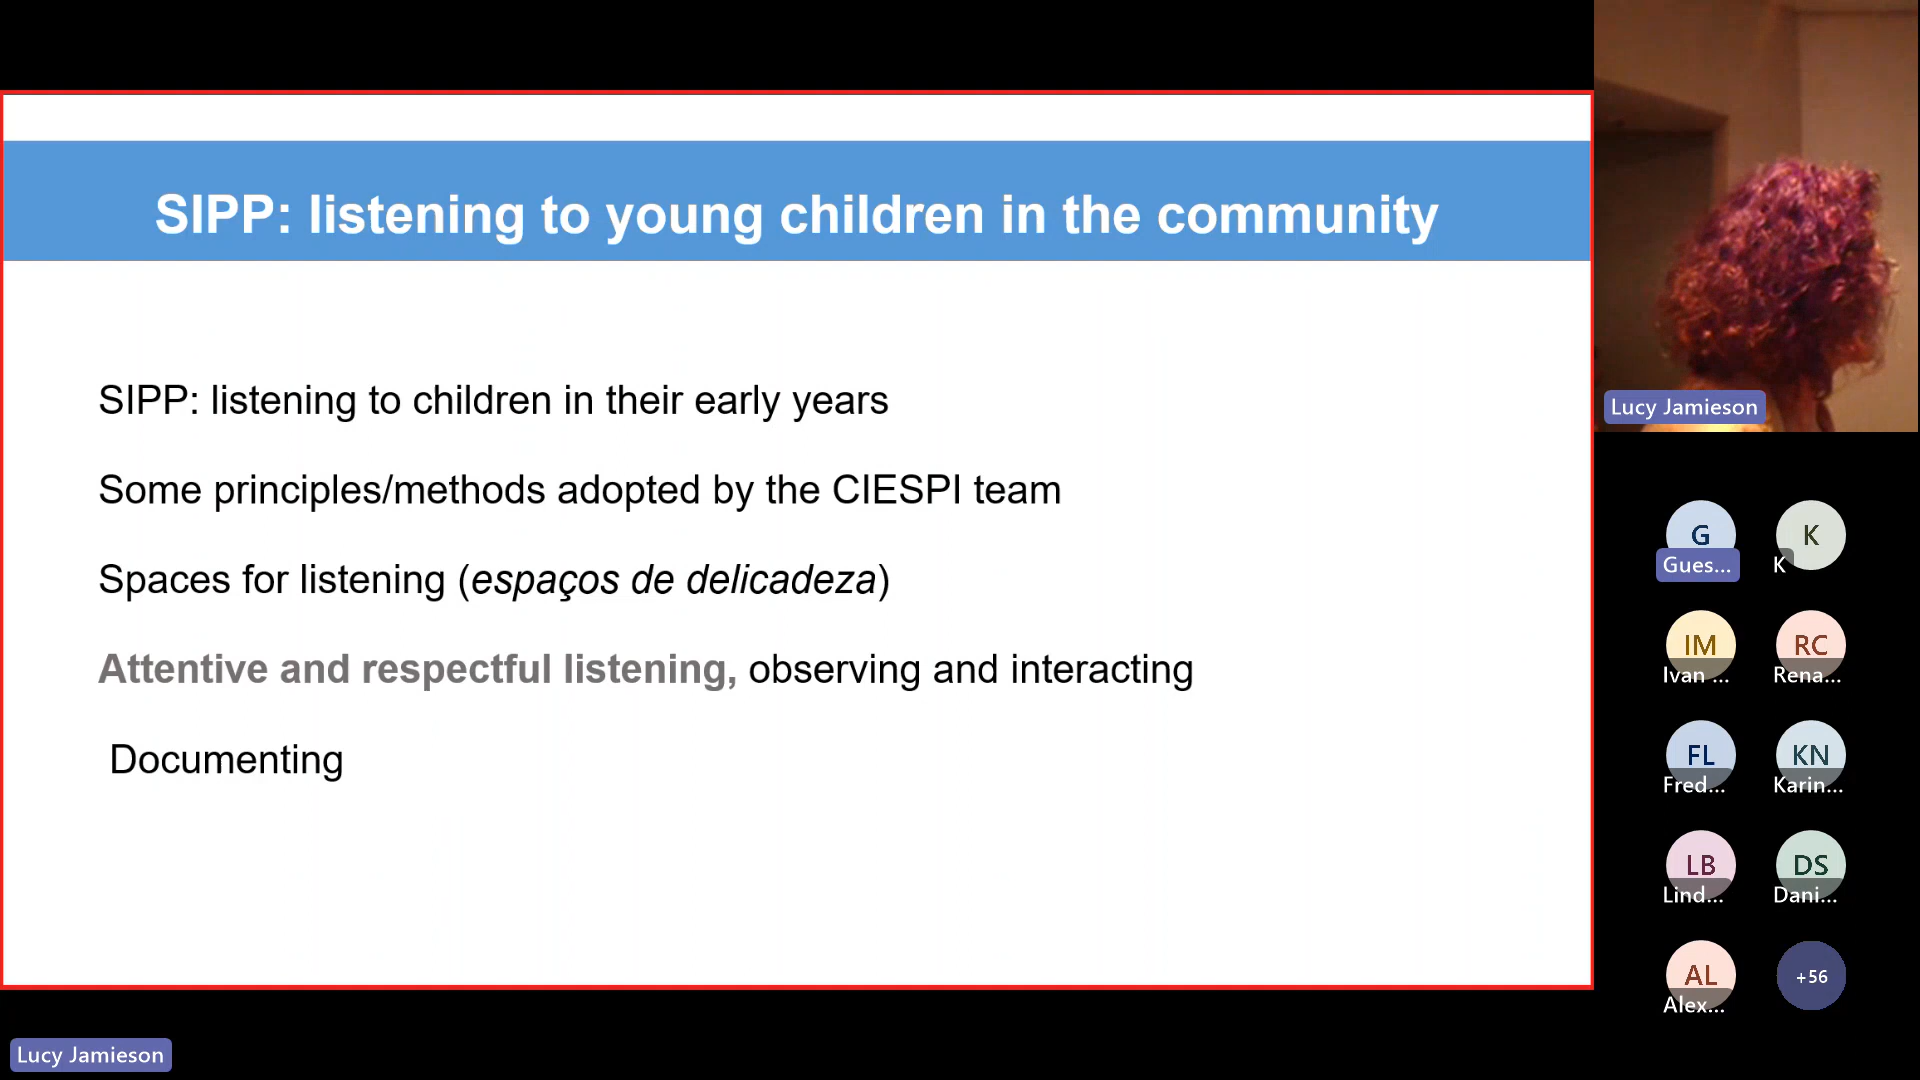 SIPP: listening to young children in the community
SIPP: listening to children in their early years
Some principles/methods adopted by the CIESPI team
Spaces for listening (espaços de delicadeza)
Attentive and respectful listening, observing and interacting
Documenting
Lucy Jamieson
G
Gues...
K
K
IM
Ivan ...
RC
Rena...
FL
Fred...
KN
Karin...
LB
Lind...
DS
Dani...
AL
Alex...
+56
Lucy Jamieson